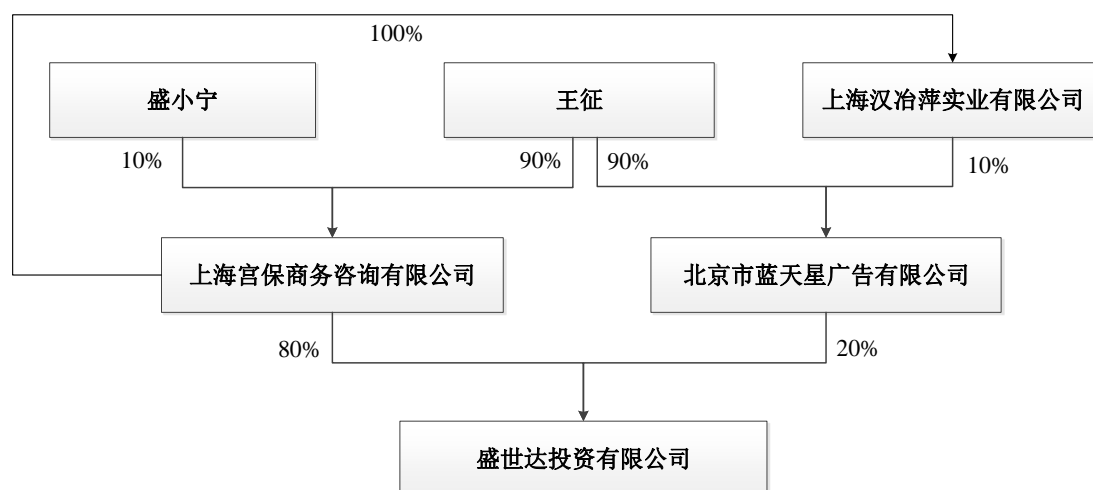 100%
盛小宁
王征
上海汉冶萍实业有限公司
10%
90%
90%
10%
上海宫保商务咨询有限公司
北京市蓝天星广告有限公司
80%
20%
盛世达投资有限公司